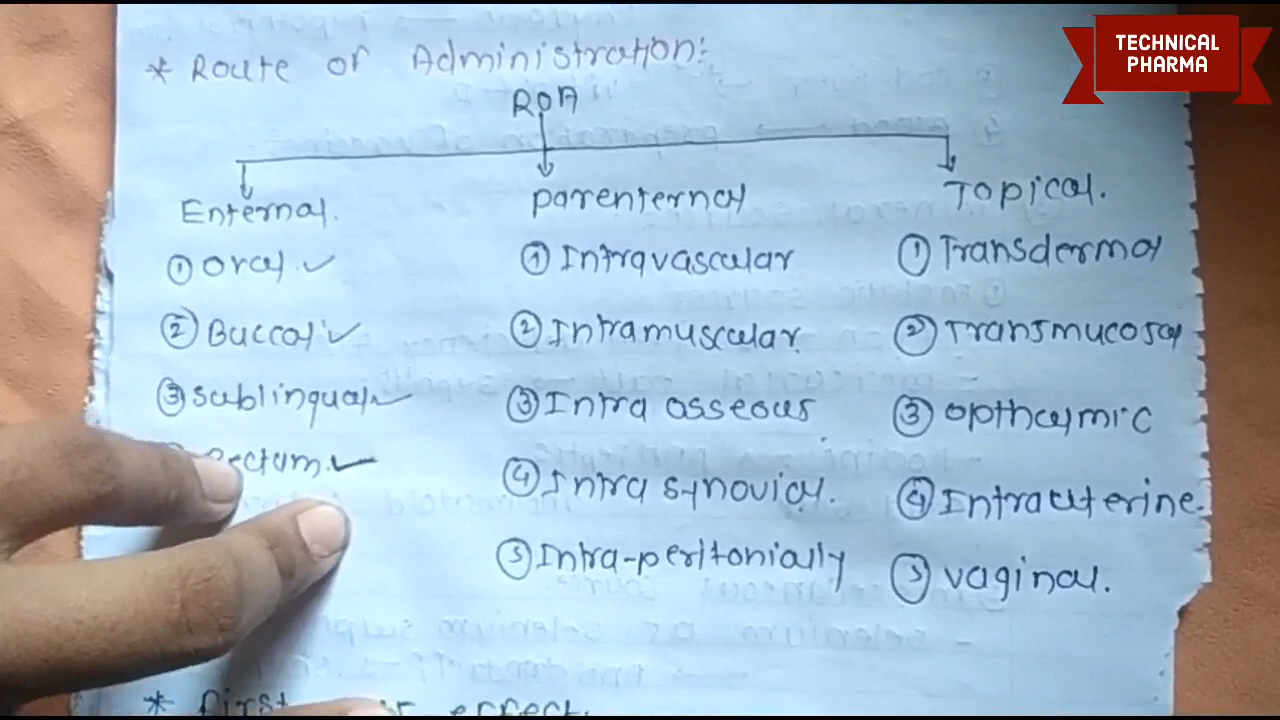 TECHNICAL
PHARMA
* Route of Administration:
ROA
Enternal.
① Oral ✓
② Buccal ✓
③ Sublingual ✓
Rectum ✓
Parenternal
① Intravascular
② Intramuscular
③ Intra osseous
④ Intra synovial.
⑤ Intra-peritonially
Topical.
① Transdermal
② Transmucosal
③ Opthalmic
④ Intrauterine.
⑤ vaginal.
* First effect.